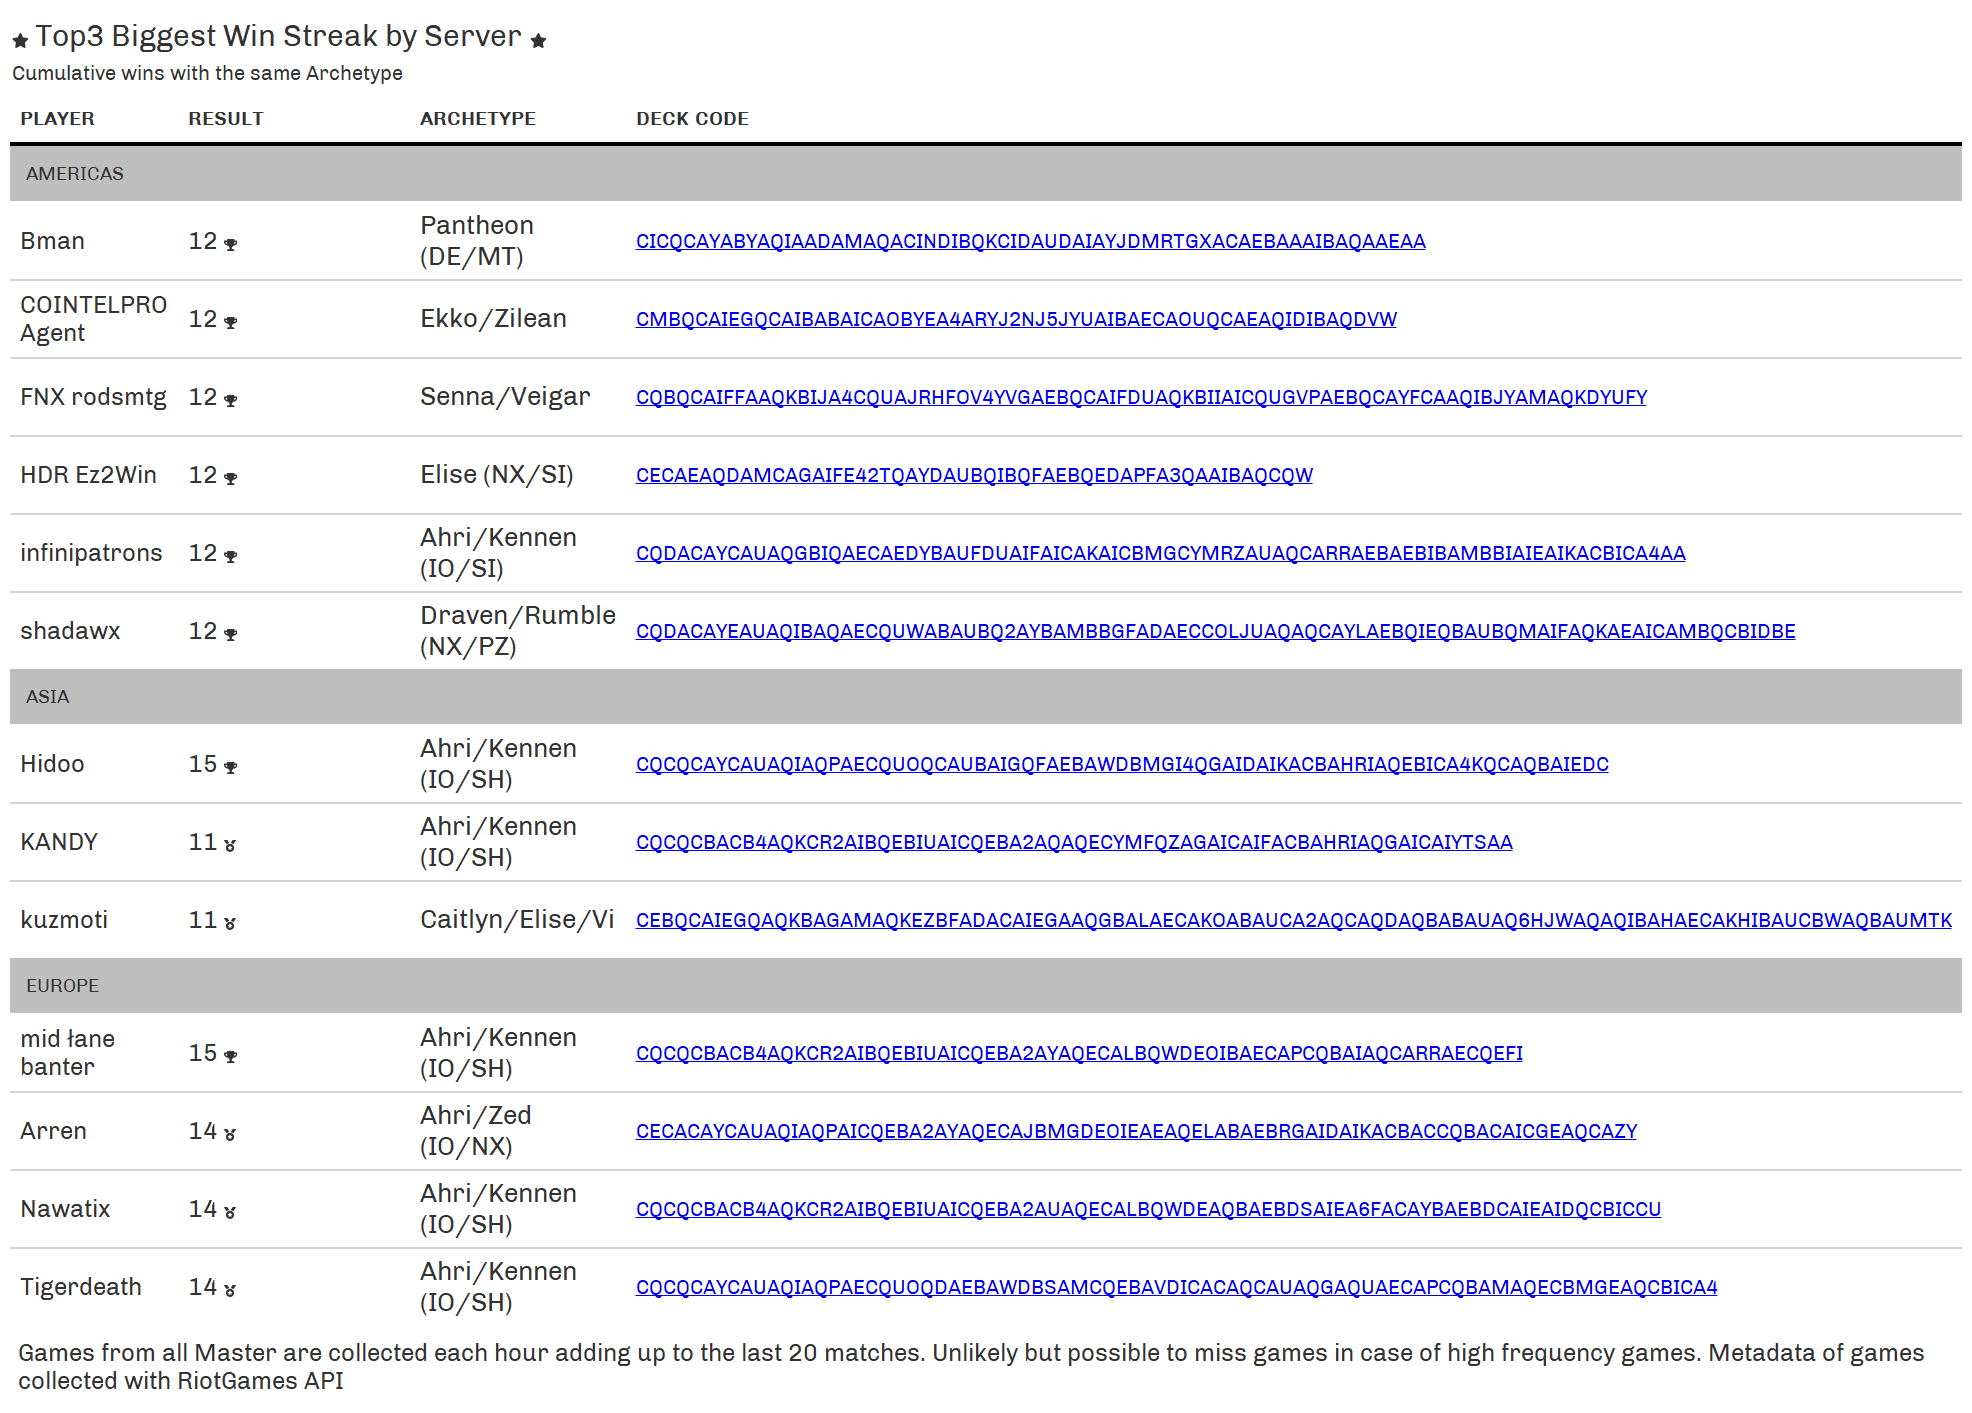 ★ Top3 Biggest Win Streak by Server ★
Cumulative wins with the same Archetype
PLAYER RESULT ARCHETYPE DECK CODE
AMERICAS
Bman 12 Pantheon (DE/MT) CICQCAYABYAQIAADAMAQACINDIBQKCIDAUDAIAYJDMRTGXACAEBAAAIBAQAAEAA
COINTELPRO Agent 12 Ekko/Zilean CMBQCAIEGQCAIBABAICAOBYEA4ARYJ2NJ5JYUAIBAECAOUQCAEAQIDIBAQDVW
FNX rodsmtg 12 Senna/Veigar CQBQCAIFFAAQKBIJA4CQUAJRHFOV4YVGAEBQCAIFDUAQKBIIAICQUGVPAEBQCAYFCAAQIBJYAMAQKDYUFY
HDR Ez2Win 12 Elise (NX/SI) CECAEAQDAMCAGAIFE42TQAYDAUBQIBQFAEBQEDAPFA3QAAIBAQCQW
infinipatrons 12 Ahri/Kennen (IO/SI) CQDACAYCAUAQGBIQAECAEDYBAUFDUAIFAICAKAICBMGCYMRZAUAQCARRAEBAEBIBAMBBIAIEAIKACBICA4AA
shadawx 12 Draven/Rumble (NX/PZ) CQDACAYEAUAQIBAQAECQUWABAUBQ2AYBAMBBGFADAECCOLJUAQAQCAYLAEBQIEQBAUBQMAIFAQKAEAICAMBQCBIDBE
ASIA
Hidoo 15 Ahri/Kennen (IO/SH) CQCQCAYCAUAQIAQPAECQUOQCAUBAIGQFAEBAWDBMGI4QGAIDAIKACBAHRIAQEBICA4KQCAQBAIEDC
KANDY 11 Ahri/Kennen (IO/SH) CQCQCBACB4AQKCR2AIBQEBIUAICQEBA2AQAQECYMFQZAGAICAIFACBAHRIAQGAICAIYTSAA
kuzmoti 11 Caitlyn/Elise/Vi CEBQCAIEGQAQKBAGAMAQKEZBFADACAIEGAAQGBALAECAKOABAUCA2AQCAQDAQBABAUAQ6HJWAQAQIBAHAECAKHIBAUCBWAQBAUMTK
EUROPE
mid łane banter 15 Ahri/Kennen (IO/SH) CQCQCBACB4AQKCR2AIBQEBIUAICQEBA2AYAQECALBQWDEOIBAECAPCQBAIAQCARRAECQEFI
Arren 14 Ahri/Zed (IO/NX) CECACAYCAUAQIAQPAICQEBA2AYAQECAJBMGDEOIEAEAQELABAEBRGAIDAIKACBACCQBACAICGEAQCAZY
Nawatix 14 Ahri/Kennen (IO/SH) CQCQCBACB4AQKCR2AIBQEBIUAICQEBA2AUAQECALBQWDEAQBAEBDSAIEA6FACAYBAEBDCAIEAIDQCBICCU
Tigerdeath 14 Ahri/Kennen (IO/SH) CQCQCAYCAUAQIAQPAECQUOQDAEBAWDBSAMCQEBAVDICACAQCAUAQGAQUAECAPCQBAMAQECBMGEAQCBICA4
Games from all Master are collected each hour adding up to the last 20 matches. Unlikely but possible to miss games in case of high frequency games. Metadata of games
collected with RiotGames API